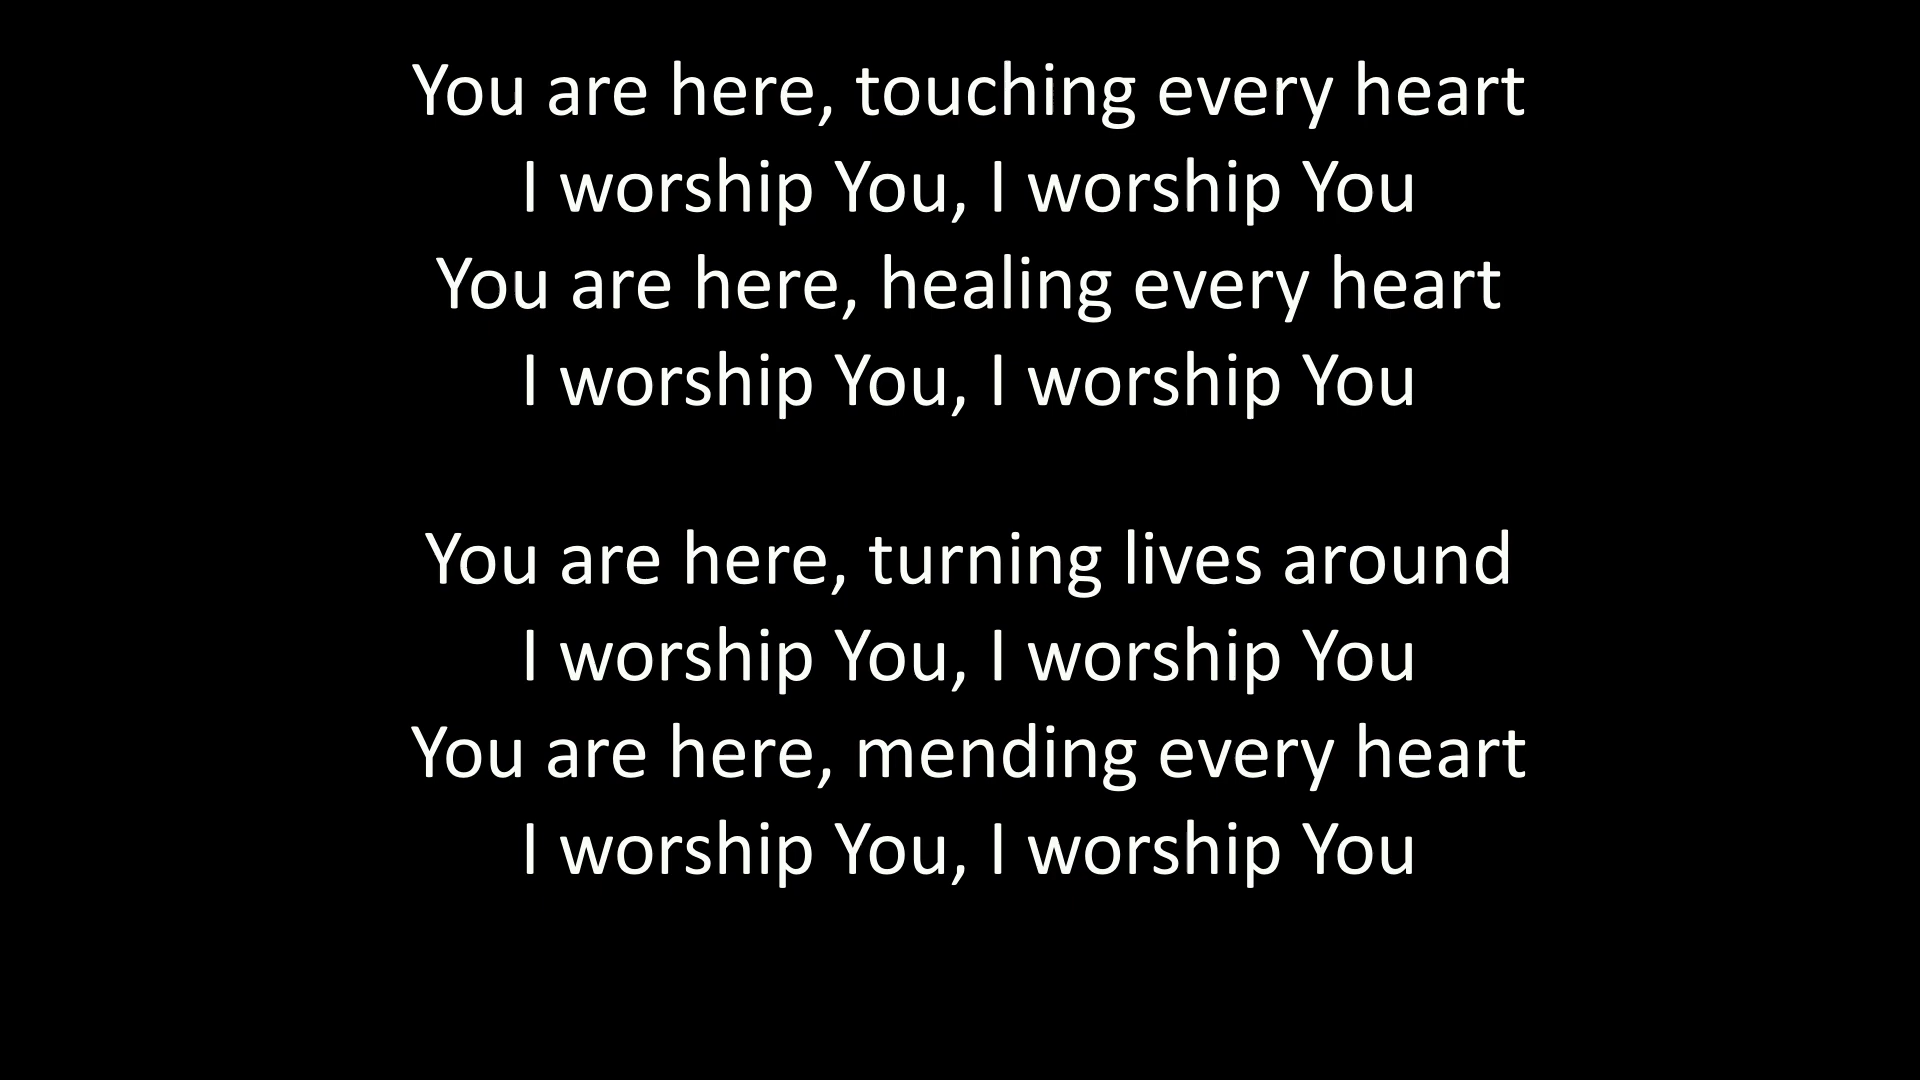 You are here, touching every heart
I worship You, I worship You
You are here, healing every heart
I worship You, I worship You
You are here, turning lives around
I worship You, I worship You
You are here, mending every heart
I worship You, I worship You